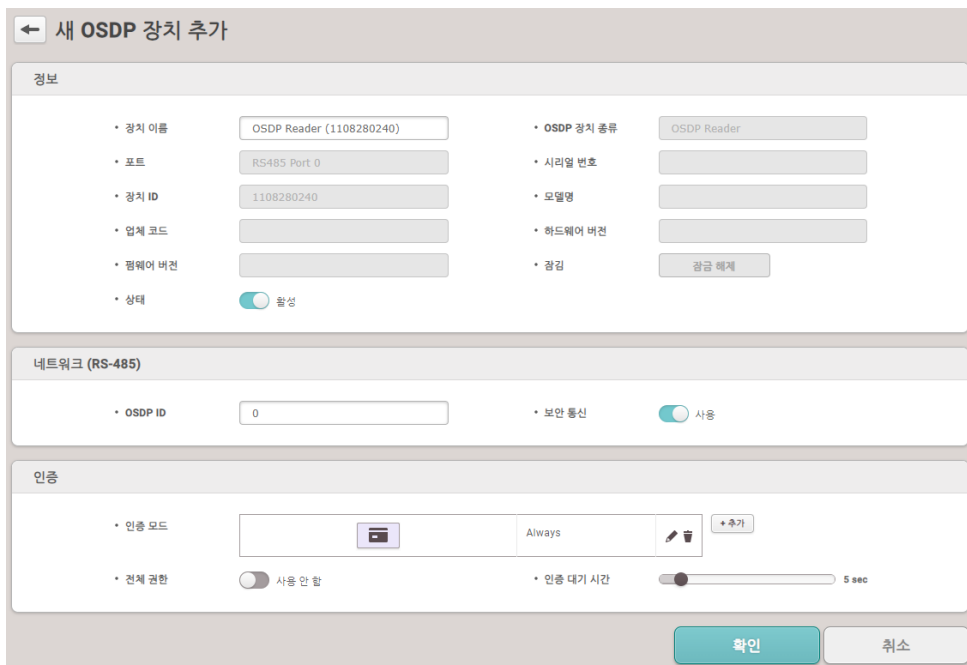 새 OSDP 장치 추가
정보
• 장치 이름 OSDP Reader (1108280240) • OSDP 장치 종류 OSDP Reader
• 포트 RS485 Port 0 • 시리얼 번호
• 장치 ID 1108280240 • 모델명
• 업체 코드 • 하드웨어 버전
• 펌웨어 버전 • 잠김 잠금 해제
• 상태 활성
네트워크 (RS-485)
• OSDP ID 0 • 보안 통신 사용
인증
• 인증 모드 Always + 추가
• 전체 권한 사용 안 함 • 인증 대기 시간 5 sec
확인 취소